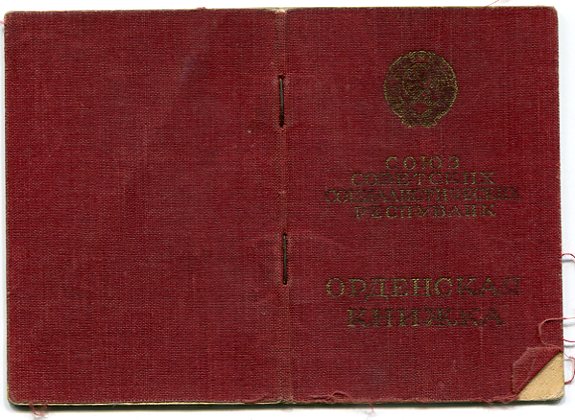 СОЮЗ
СОВЕТСКИХ
СОЦИАЛИСТИЧЕСКИХ
РЕСПУБЛИК
ОРДЕНСКАЯ
КНИЖКА